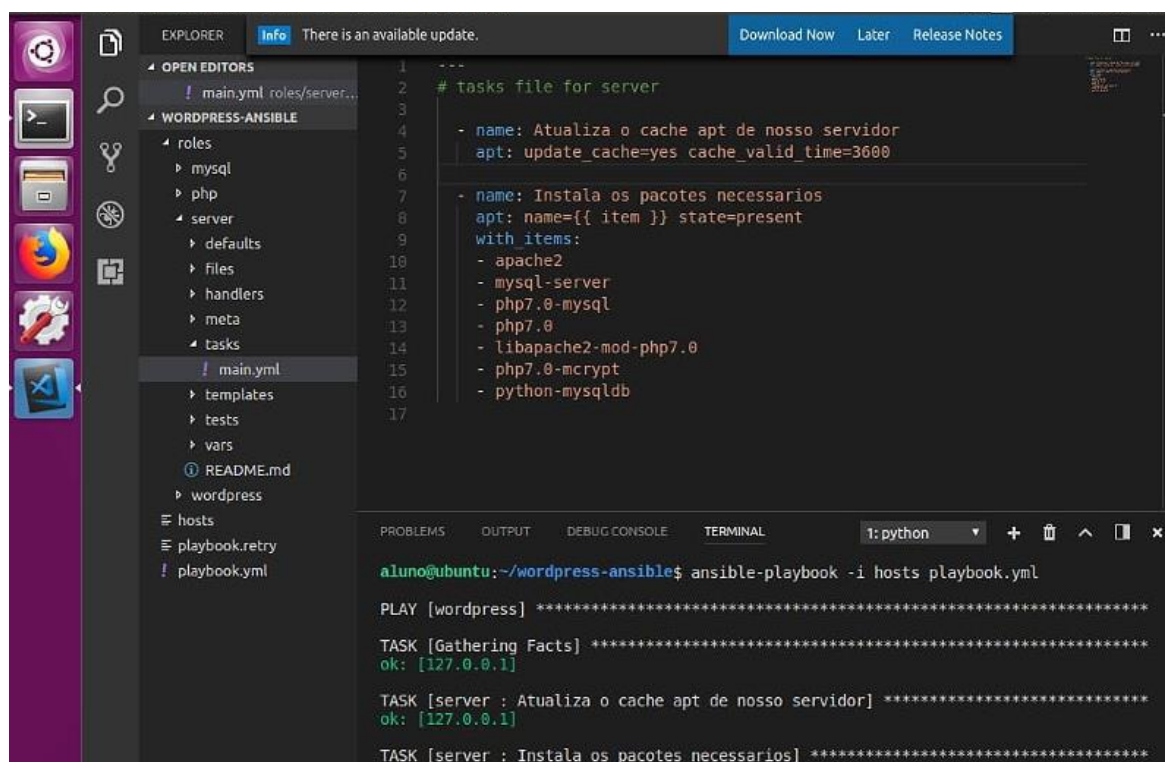 EXPLORER
Info There is an available update.
Download Now Later Release Notes
OPEN EDITORS
! main.yml roles/server...
WORDPRESS-ANSIBLE
roles
mysql
php
server
defaults
files
handlers
meta
tasks
! main.yml
templates
tests
vars
README.md
wordpress
hosts
playbook.retry
! playbook.yml
1 ---
2 # tasks file for server
3
4 - name: Atualiza o cache apt de nosso servidor
5 apt: update_cache=yes cache_valid_time=3600
6
7 - name: Instala os pacotes necessarios
8 apt: name={{ item }} state=present
9 with_items:
10 - apache2
11 - mysql-server
12 - php7.0-mysql
13 - php7.0
14 - libapache2-mod-php7.0
15 - php7.0-mcrypt
16 - python-mysqldb
17
PROBLEMS OUTPUT DEBUG CONSOLE TERMINAL 1: python
aluno@ubuntu:~/wordpress-ansible$ ansible-playbook -i hosts playbook.yml
PLAY [wordpress] *******************************************************************
TASK [Gathering Facts] *************************************************************
ok: [127.0.0.1]
TASK [server : Atualiza o cache apt de nosso servidor] *****************************
ok: [127.0.0.1]
TASK [server : Instala os pacotes necessarios] *************************************